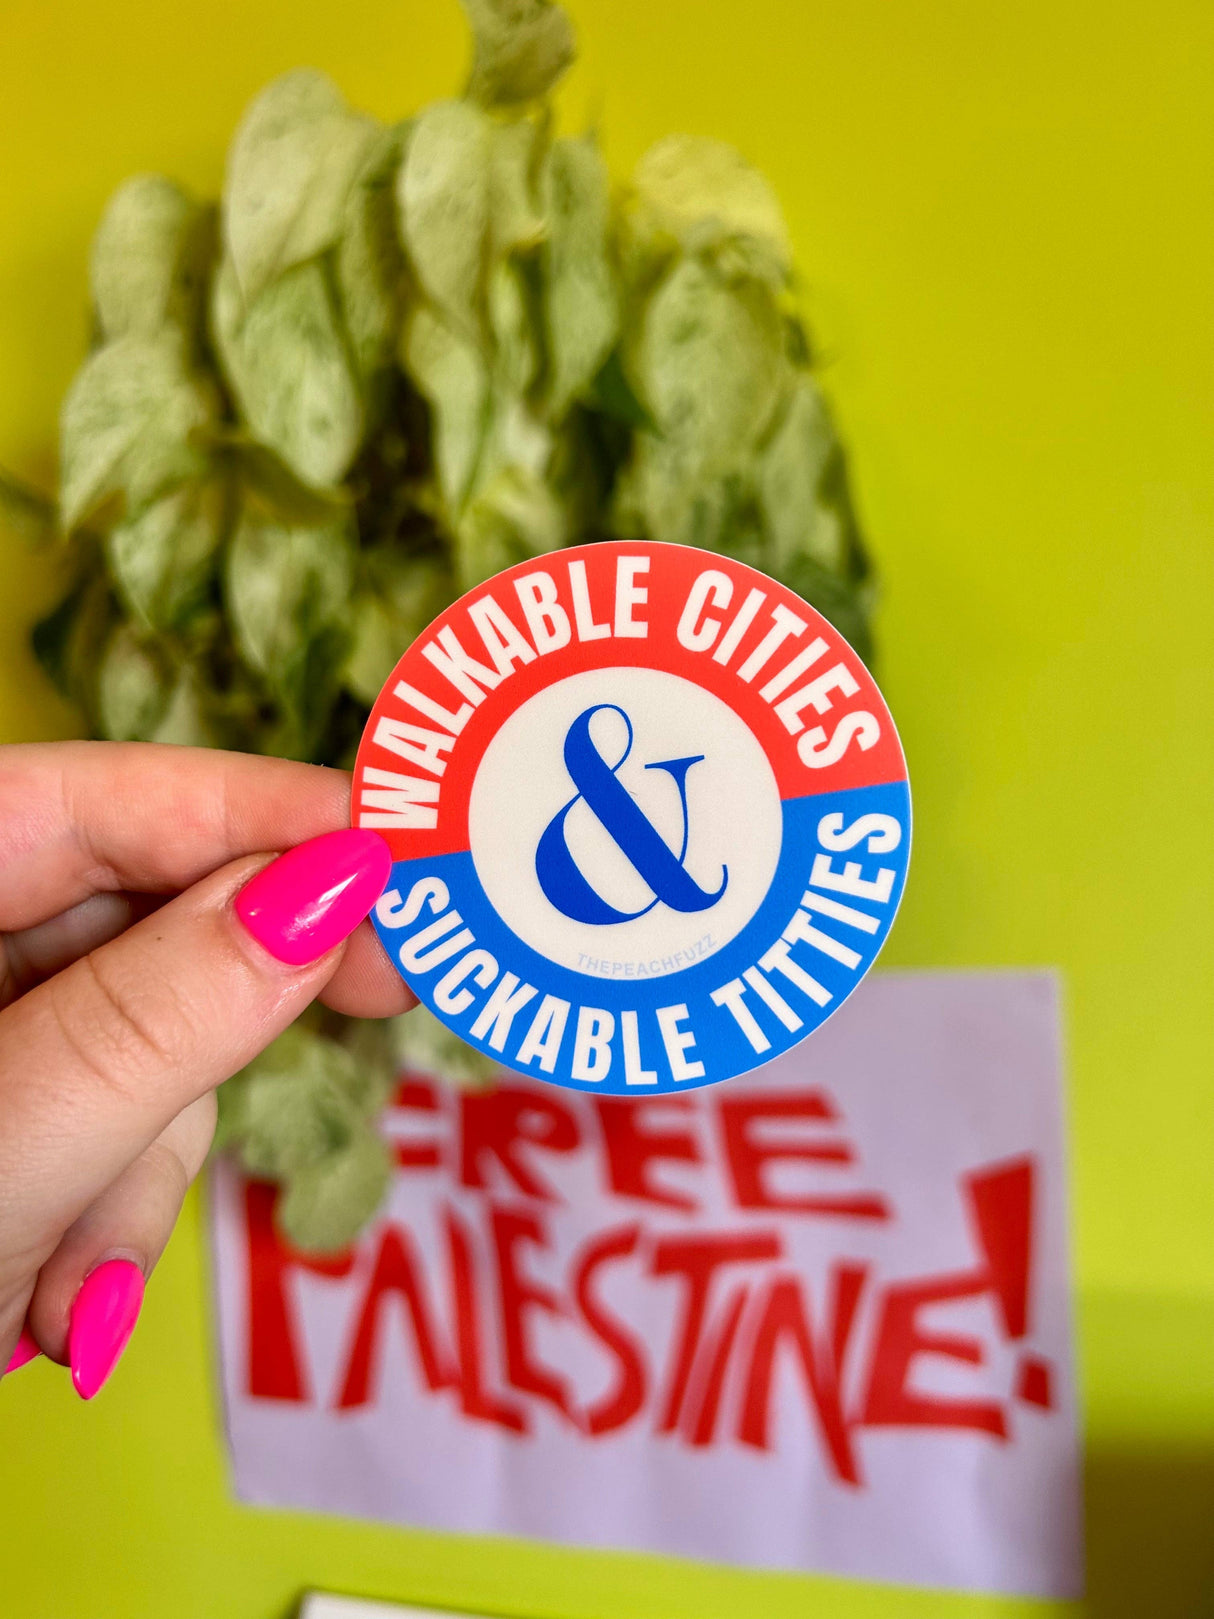 WALKABLE CITIES
&
THEPEACHFUZZ
SUCKABLE TITTIES
FREE
PALESTINE!